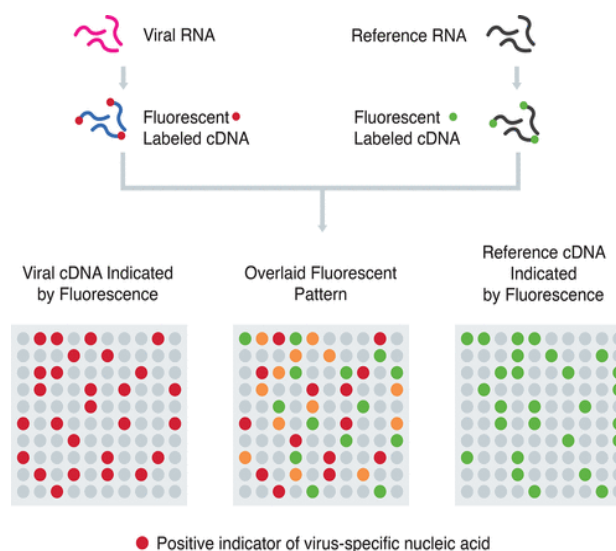 Viral RNA
Reference RNA
Fluorescent
Labeled cDNA
Fluorescent
Labeled cDNA
Viral cDNA Indicated
by Fluorescence
Overlaid Fluorescent
Pattern
Reference cDNA
Indicated
by Fluorescence
Positive indicator of virus-specific nucleic acid